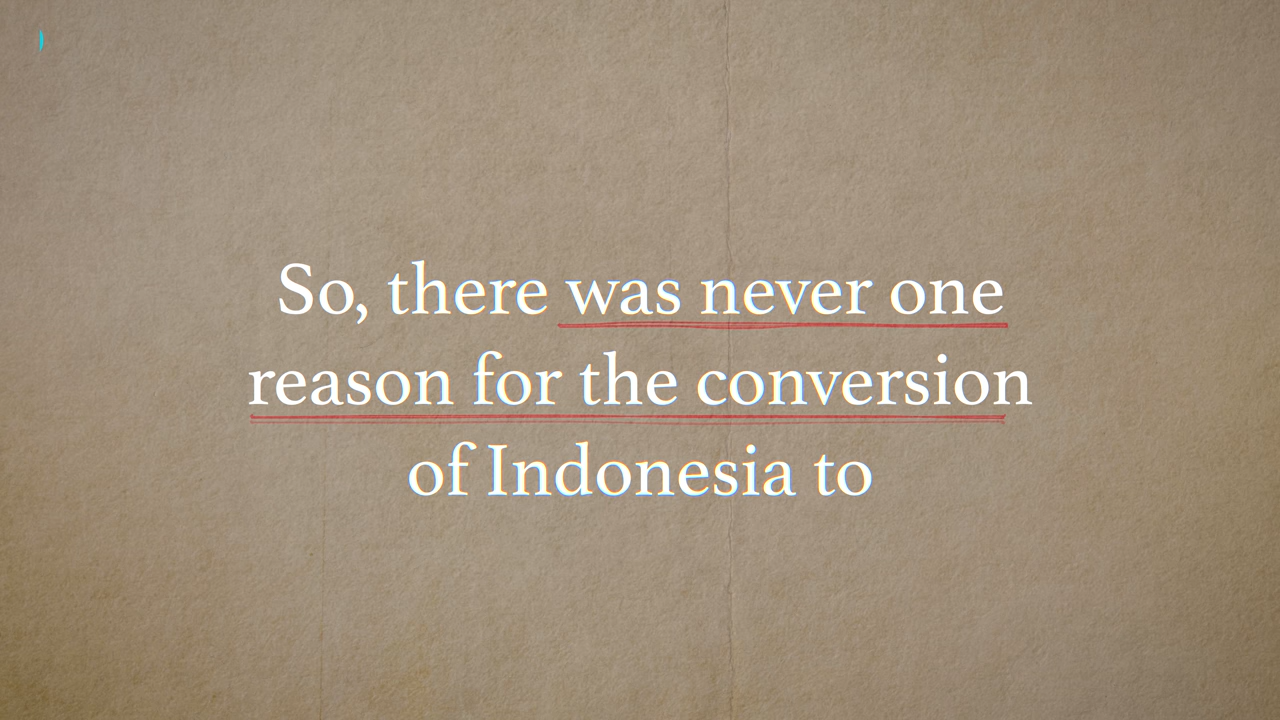 So, there was never one
reason for the conversion
of Indonesia to